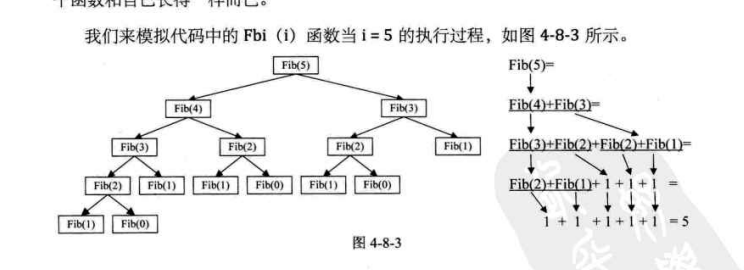 个函数和自己长得一样而已。
我们来模拟代码中的 Fbi（i）函数当 i = 5 的执行过程，如图 4-8-3 所示。
Fib(5)
Fib(4) Fib(3)
Fib(3) Fib(2) Fib(2) Fib(1)
Fib(2) Fib(1) Fib(1) Fib(0) Fib(1) Fib(0)
Fib(1) Fib(0)
Fib(5)=
Fib(4)+Fib(3)=
Fib(3)+Fib(2)+Fib(2)+Fib(1)=
Fib(2)+Fib(1)+ 1 + 1 + 1 =
1 + 1 + 1 + 1 + 1 = 5
图 4-8-3